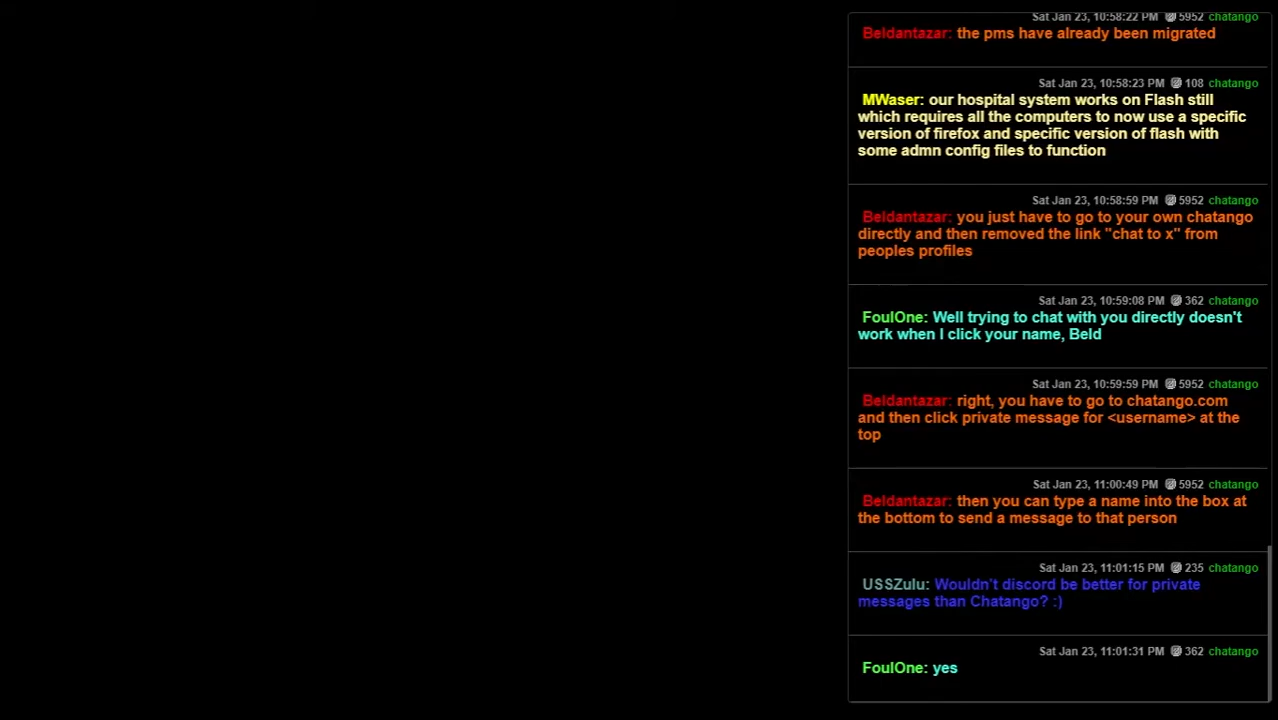 Sat Jan 23, 10:58:22 PM 5952 chatango
Beldantazar: the pms have already been migrated
Sat Jan 23, 10:58:23 PM 108 chatango
MWaser: our hospital system works on Flash still
which requires all the computers to now use a specific
version of firefox and specific version of flash with
some admn config files to function
Sat Jan 23, 10:58:59 PM 5952 chatango
Beldantazar: you just have to go to your own chatango
directly and then removed the link "chat to x" from
peoples profiles
Sat Jan 23, 10:59:08 PM 362 chatango
FoulOne: Well trying to chat with you directly doesn't
work when I click your name, Beld
Sat Jan 23, 10:59:59 PM 5952 chatango
Beldantazar: right, you have to go to chatango.com
and then click private message for <username> at the
top
Sat Jan 23, 11:00:49 PM 5952 chatango
Beldantazar: then you can type a name into the box at
the bottom to send a message to that person
Sat Jan 23, 11:01:15 PM 235 chatango
USSZulu: Wouldn't discord be better for private
messages than Chatango? :)
Sat Jan 23, 11:01:31 PM 362 chatango
FoulOne: yes